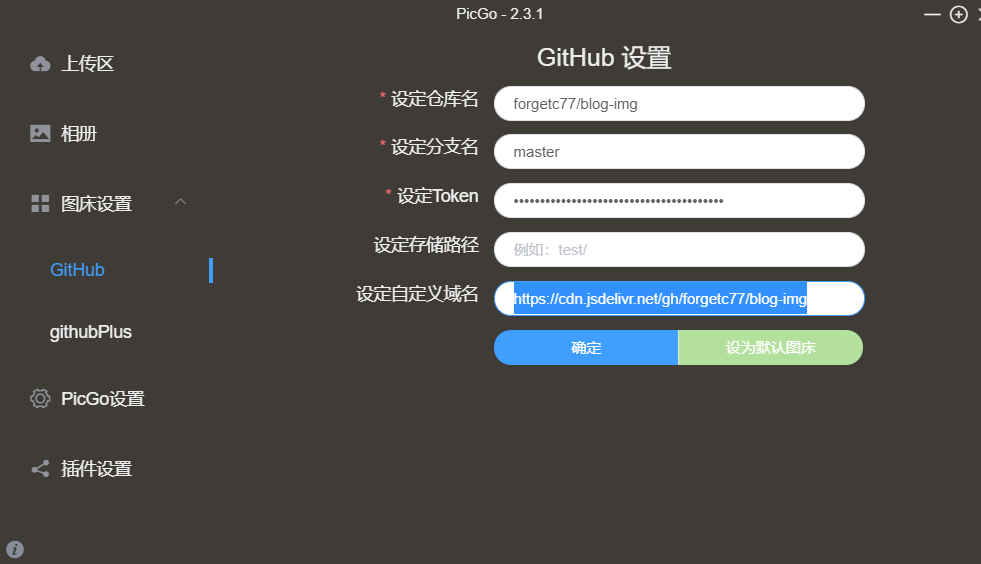 PicGo - 2.3.1
上传区
相册
图床设置
GitHub
githubPlus
PicGo设置
插件设置
GitHub 设置
* 设定仓库名 forgetc77/blog-img
* 设定分支名 master
* 设定Token ••••••••••••••••••••••••••••••••••••••••
设定存储路径 例如：test/
设定自定义域名 https://cdn.jsdelivr.net/gh/forgetc77/blog-img
确定 设为默认图床